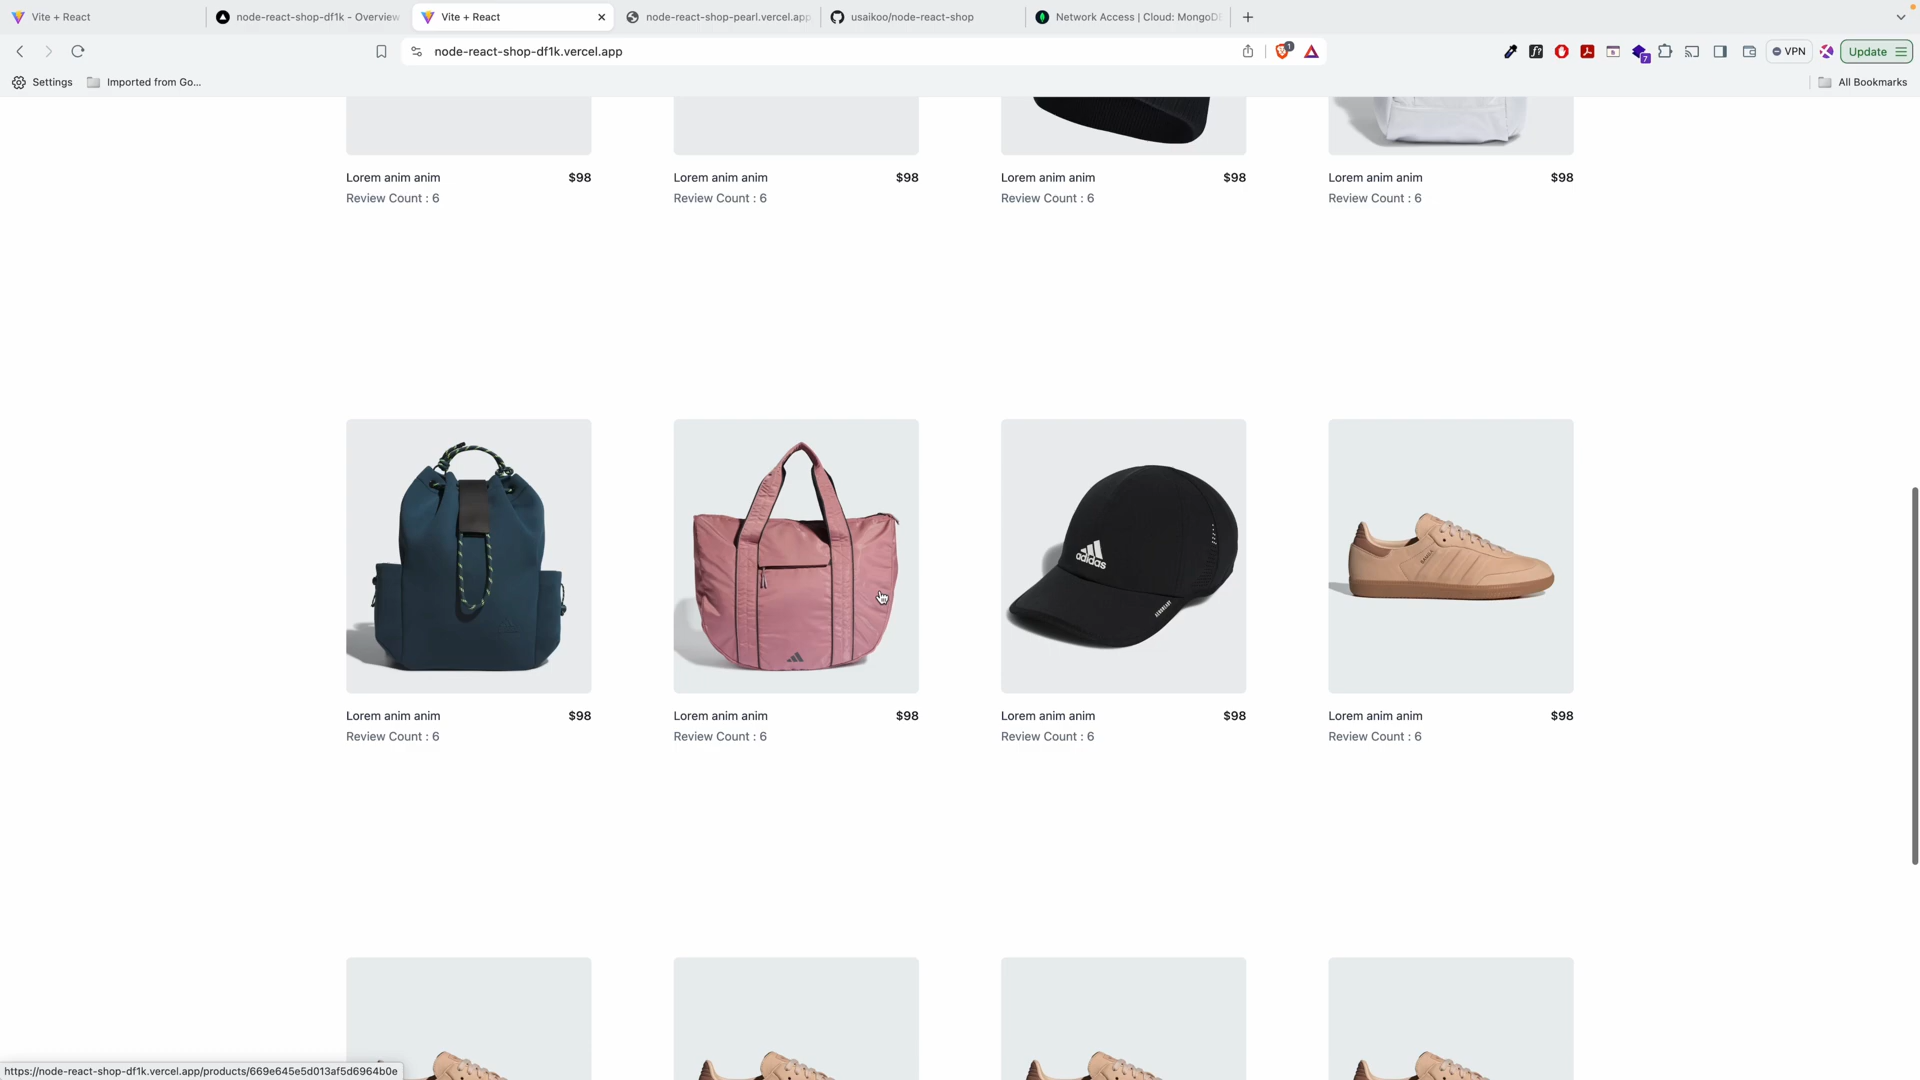 Vite + React
node-react-shop-df1k - Overview
Vite + React
node-react-shop-pearl.vercel.app
usaikoo/node-react-shop
Network Access | Cloud: MongoD
node-react-shop-df1k.vercel.app
1
7
VPN
Update
Settings
Imported from Go...
All Bookmarks
Lorem anim anim $98
Review Count : 6
Lorem anim anim $98
Review Count : 6
Lorem anim anim $98
Review Count : 6
Lorem anim anim $98
Review Count : 6
adidas
AEROREADY
Lorem anim anim $98
Review Count : 6
Lorem anim anim $98
Review Count : 6
Lorem anim anim $98
Review Count : 6
Lorem anim anim $98
Review Count : 6
https://node-react-shop-df1k.vercel.app/products/669e645e5d013af5d6964b0e